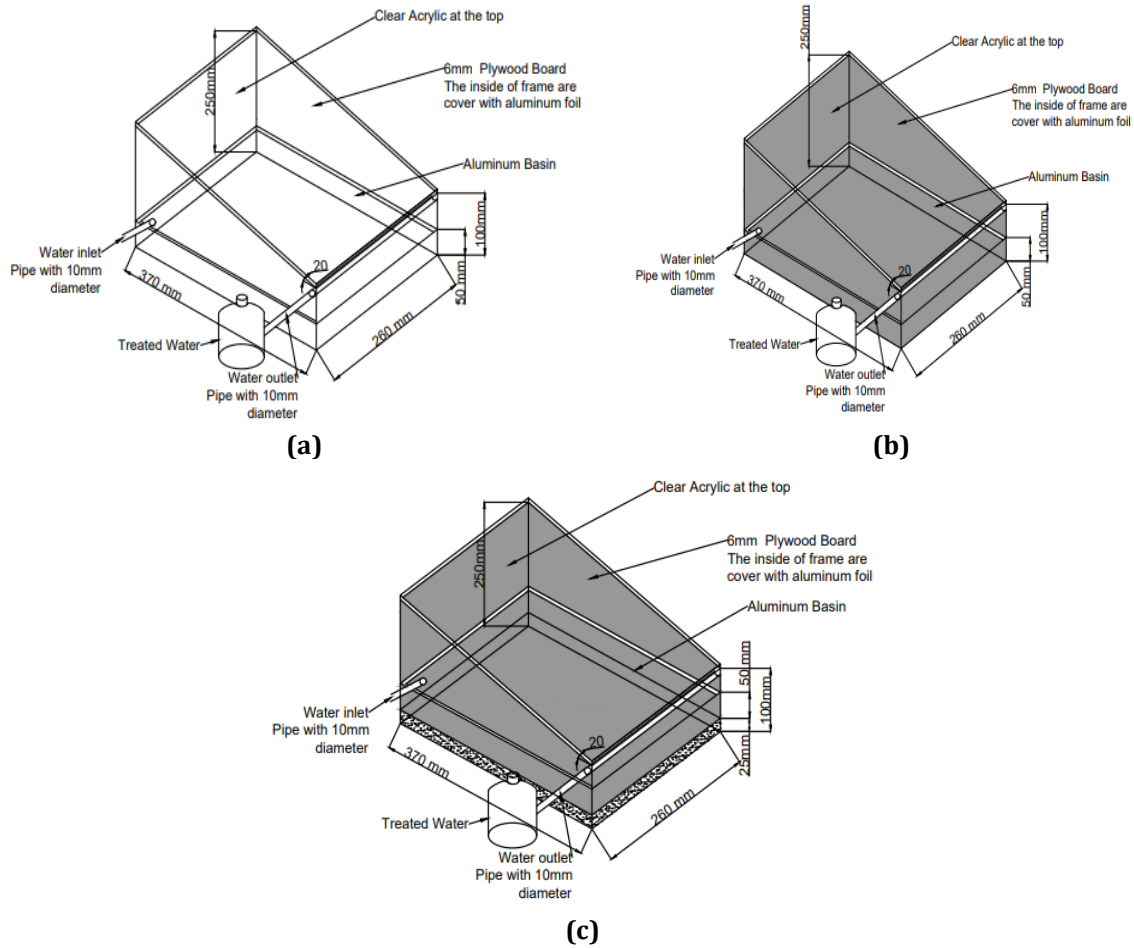 Clear Acrylic at the top
250mm
6mm Plywood Board
The inside of frame are
cover with aluminum foil
Aluminum Basin
100mm
50 mm
Water inlet
Pipe with 10mm
diameter
20
370 mm
260 mm
Treated Water
Water outlet
Pipe with 10mm
diameter
(a)
250mm
Clear Acrylic at the top
6mm Plywood Board
The inside of frame are
cover with aluminum foil
Aluminum Basin
100mm
50 mm
Water inlet
Pipe with 10mm
diameter
20
370 mm
260 mm
Treated Water
Water outlet
Pipe with 10mm
diameter
(b)
Clear Acrylic at the top
250mm
6mm Plywood Board
The inside of frame are
cover with aluminum foil
Aluminum Basin
50 mm
100mm
25mm
Water inlet
Pipe with 10mm
diameter
20
370 mm
260 mm
Treated Water
Water outlet
Pipe with 10mm
diameter
(c)